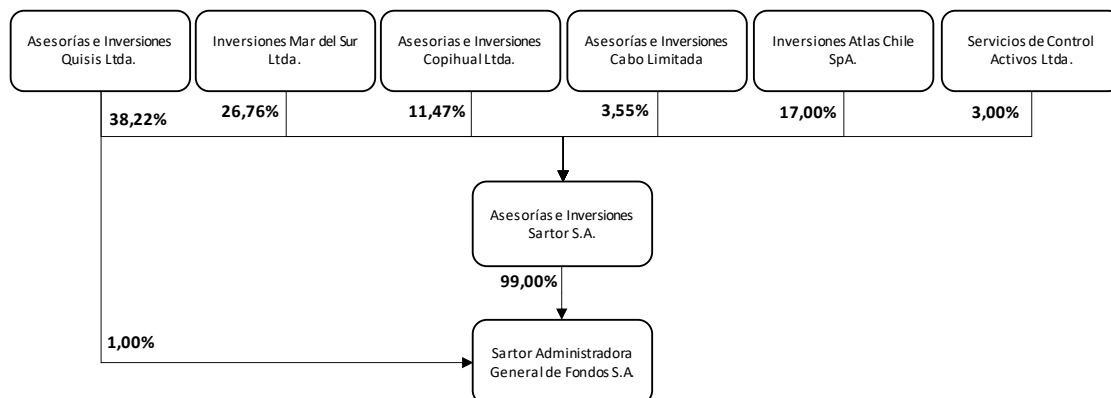 Asesorías e Inversiones
Quisis Ltda.
Inversiones Mar del Sur
Ltda.
Asesorias e Inversiones
Copihual Ltda.
Asesorías e Inversiones
Cabo Limitada
Inversiones Atlas Chile
SpA.
Servicios de Control
Activos Ltda.
38,22%
26,76%
11,47%
3,55%
17,00%
3,00%
Asesorías e Inversiones
Sartor S.A.
99,00%
1,00%
Sartor Administradora
General de Fondos S.A.